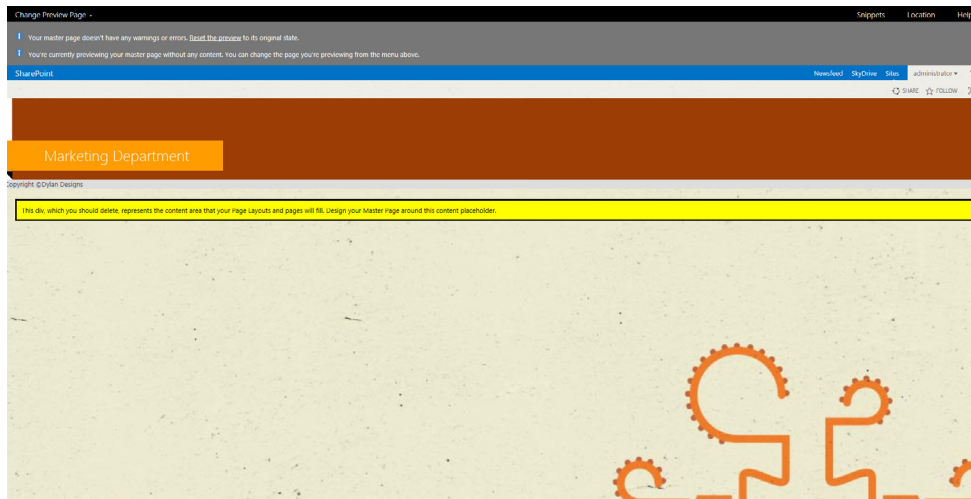 Change Preview Page
Snippets Location Help
Your master page doesn't have any warnings or errors. Reset the preview to its original state.
You're currently previewing your master page without any content. You can change the page you're previewing from the menu above.
SharePoint
Newsfeed SkyDrive Sites administrator
SHARE FOLLOW
Marketing Department
Copyright ©Dylan Designs
This div, which you should delete, represents the content area that your Page Layouts and pages will fill. Design your Master Page around this content placeholder.